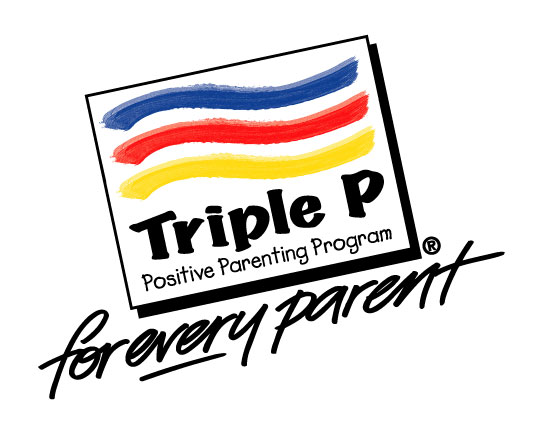 Triple P
Positive Parenting Program
®
for every parent